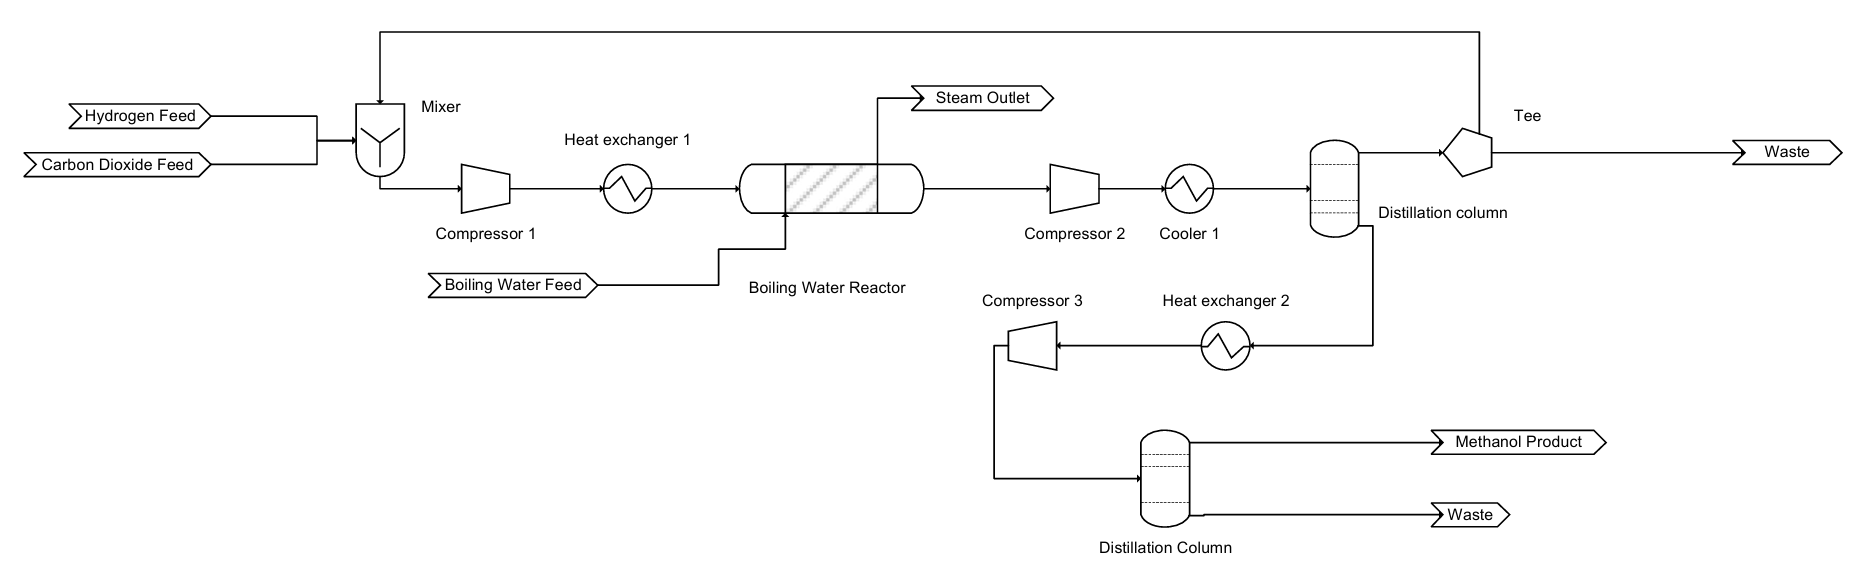 Steam Outlet
Mixer
Hydrogen Feed
Tee
Heat exchanger 1
Waste
Carbon Dioxide Feed
Distillation column
Compressor 1
Compressor 2
Cooler 1
Boiling Water Feed
Boiling Water Reactor
Compressor 3
Heat exchanger 2
Methanol Product
Waste
Distillation Column